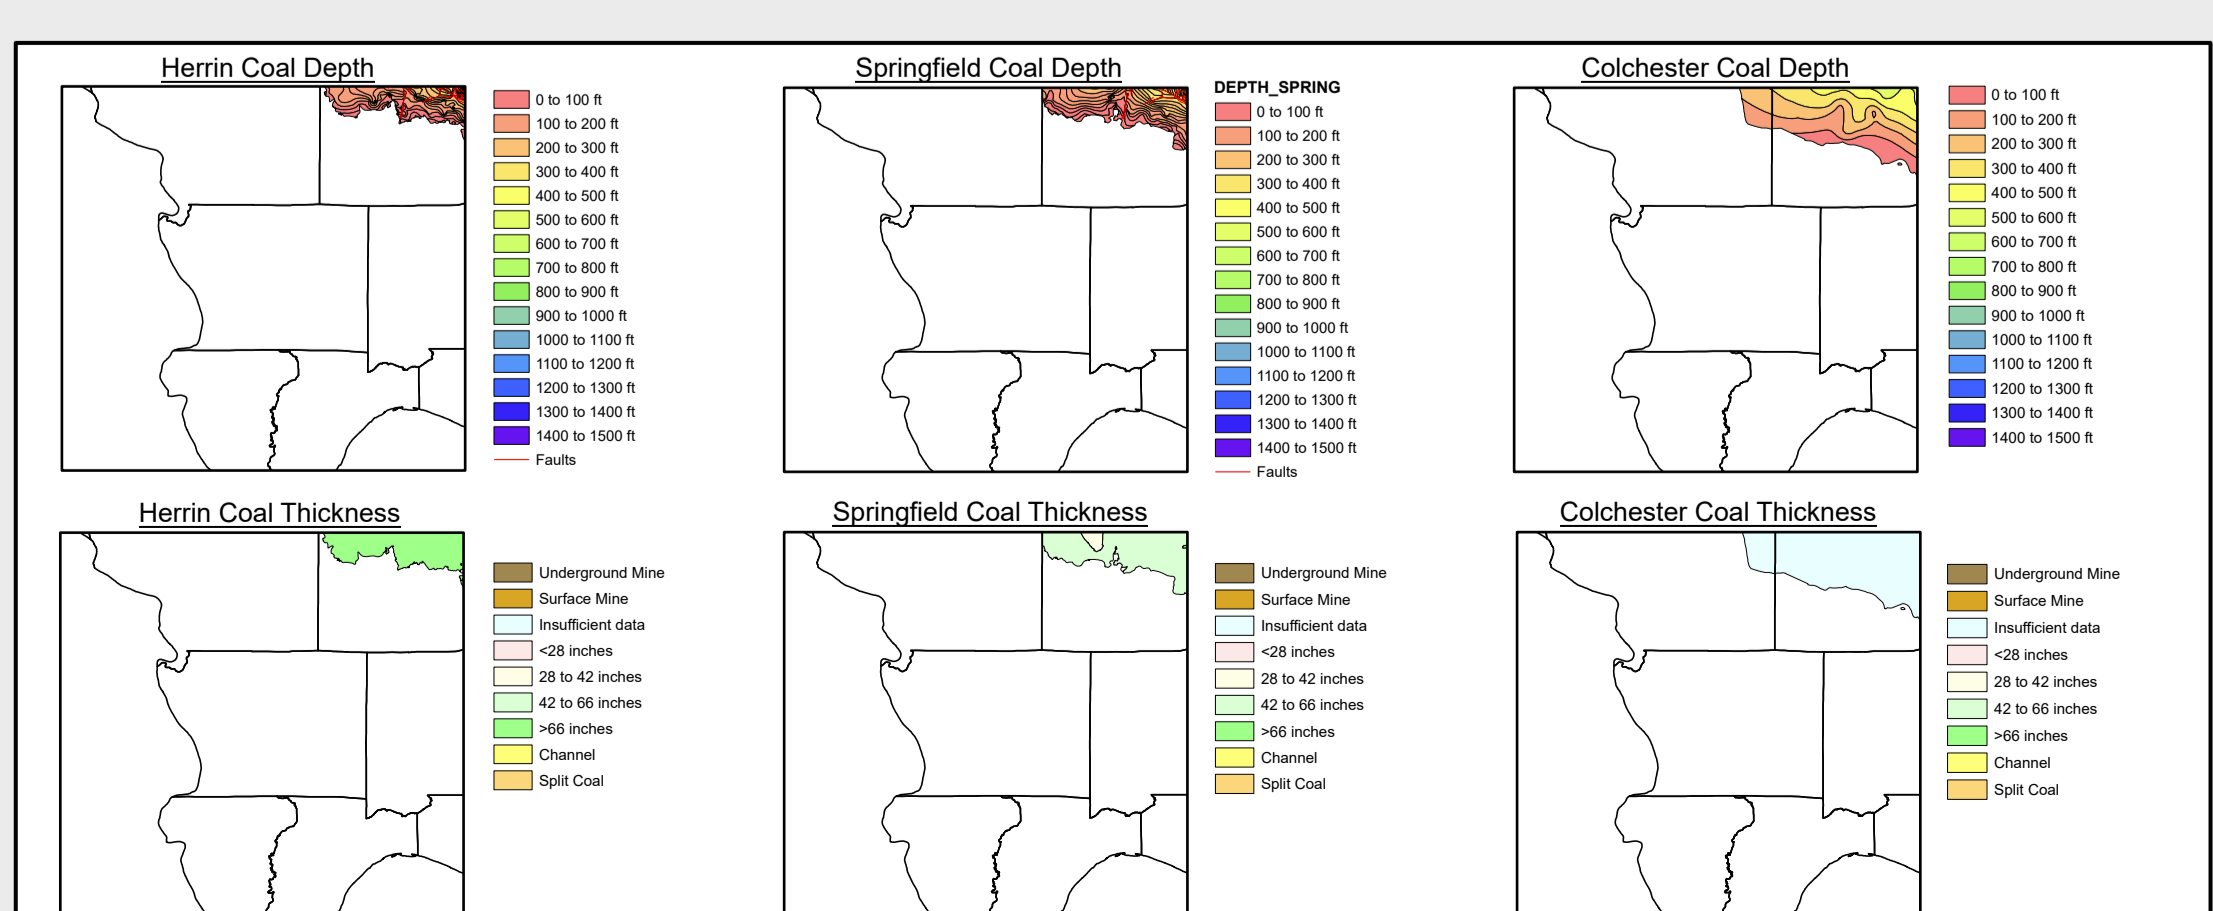 Herrin Coal Depth
0 to 100 ft
100 to 200 ft
200 to 300 ft
300 to 400 ft
400 to 500 ft
500 to 600 ft
600 to 700 ft
700 to 800 ft
800 to 900 ft
900 to 1000 ft
1000 to 1100 ft
1100 to 1200 ft
1200 to 1300 ft
1300 to 1400 ft
1400 to 1500 ft
Faults
Springfield Coal Depth
DEPTH_SPRING
0 to 100 ft
100 to 200 ft
200 to 300 ft
300 to 400 ft
400 to 500 ft
500 to 600 ft
600 to 700 ft
700 to 800 ft
800 to 900 ft
900 to 1000 ft
1000 to 1100 ft
1100 to 1200 ft
1200 to 1300 ft
1300 to 1400 ft
1400 to 1500 ft
Faults
Colchester Coal Depth
0 to 100 ft
100 to 200 ft
200 to 300 ft
300 to 400 ft
400 to 500 ft
500 to 600 ft
600 to 700 ft
700 to 800 ft
800 to 900 ft
900 to 1000 ft
1000 to 1100 ft
1100 to 1200 ft
1200 to 1300 ft
1300 to 1400 ft
1400 to 1500 ft
Herrin Coal Thickness
Underground Mine
Surface Mine
Insufficient data
<28 inches
28 to 42 inches
42 to 66 inches
>66 inches
Channel
Split Coal
Springfield Coal Thickness
Underground Mine
Surface Mine
Insufficient data
<28 inches
28 to 42 inches
42 to 66 inches
>66 inches
Channel
Split Coal
Colchester Coal Thickness
Underground Mine
Surface Mine
Insufficient data
<28 inches
28 to 42 inches
42 to 66 inches
>66 inches
Channel
Split Coal